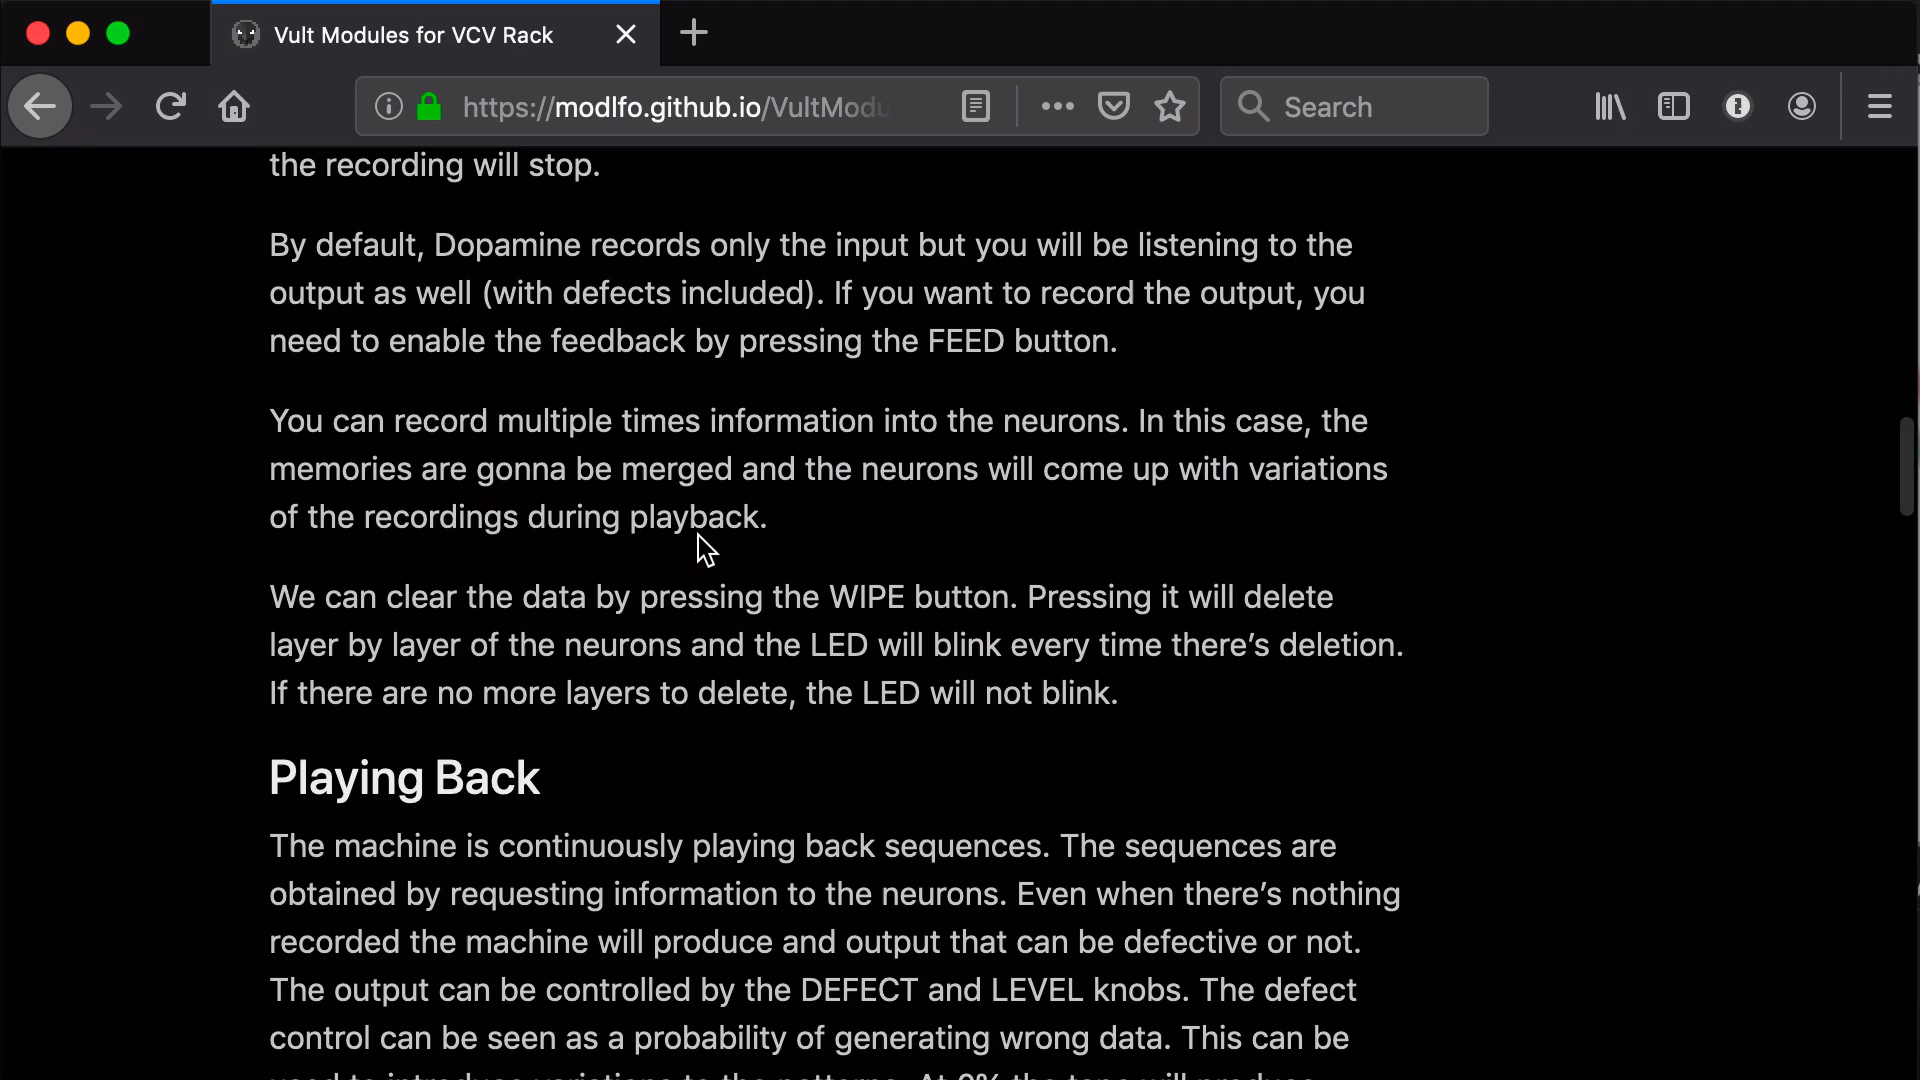 Vult Modules for VCV Rack
https://modlfo.github.io/VultModu
Search
the recording will stop.
By default, Dopamine records only the input but you will be listening to the
output as well (with defects included). If you want to record the output, you
need to enable the feedback by pressing the FEED button.
You can record multiple times information into the neurons. In this case, the
memories are gonna be merged and the neurons will come up with variations
of the recordings during playback.
We can clear the data by pressing the WIPE button. Pressing it will delete
layer by layer of the neurons and the LED will blink every time there’s deletion.
If there are no more layers to delete, the LED will not blink.
Playing Back
The machine is continuously playing back sequences. The sequences are
obtained by requesting information to the neurons. Even when there’s nothing
recorded the machine will produce and output that can be defective or not.
The output can be controlled by the DEFECT and LEVEL knobs. The defect
control can be seen as a probability of generating wrong data. This can be